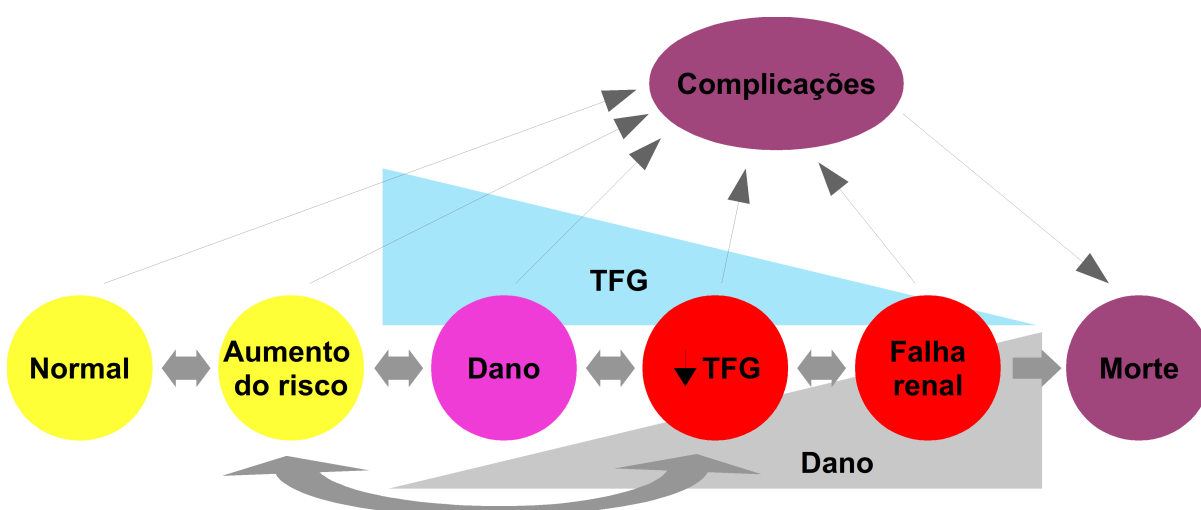 Complicações
TFG
Normal
Aumento
do risco
Dano
TFG
Falha
renal
Morte
Dano